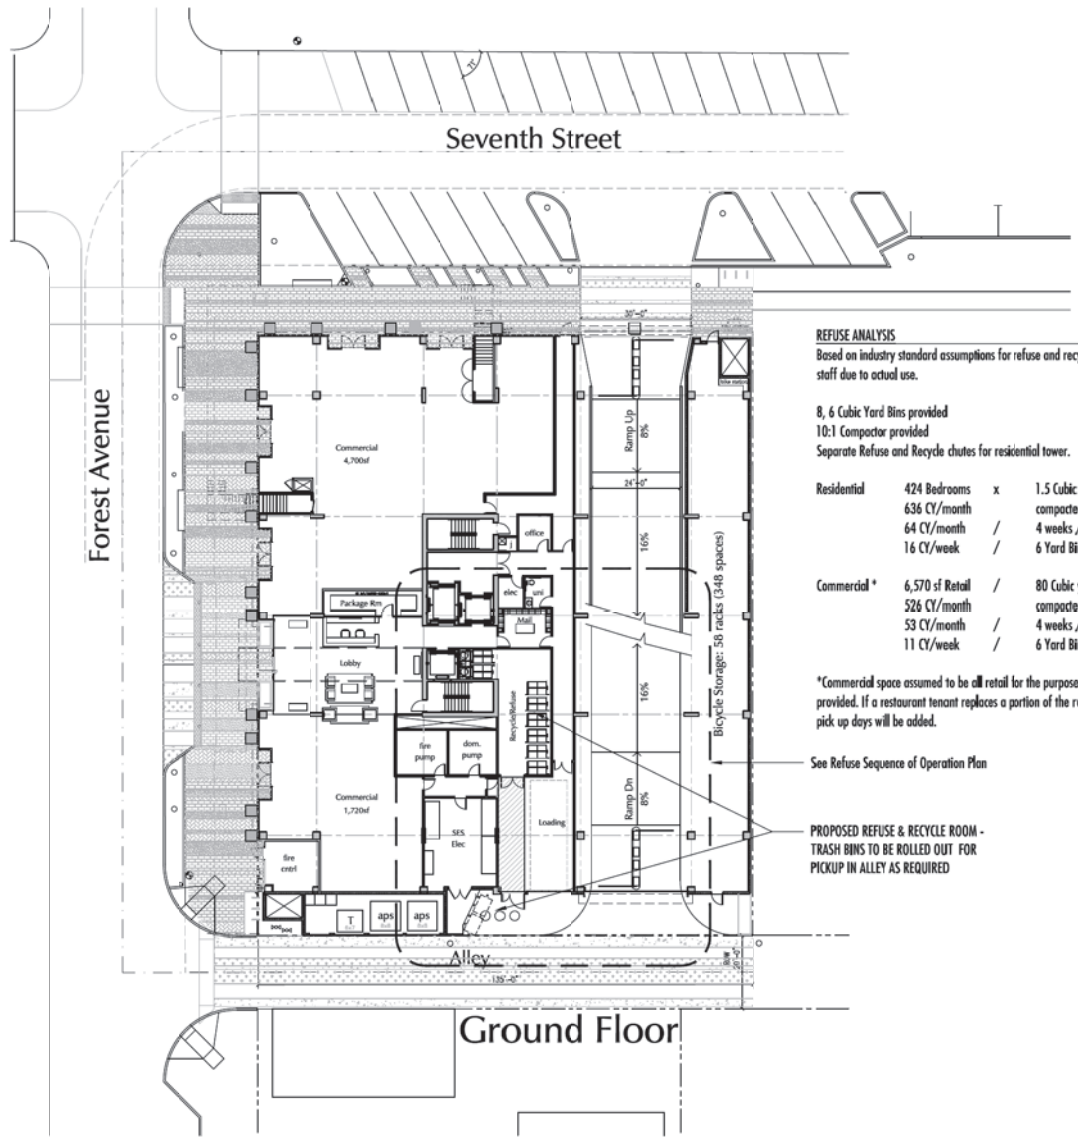 71°
Seventh Street
Forest Avenue
30'-0"
REFUSE ANALYSIS
Based on industry standard assumptions for refuse and recy
staff due to actual use.
8, 6 Cubic Yard Bins provided
10:1 Compactor provided
Separate Refuse and Recycle chutes for residential tower.
Residential 424 Bedrooms x 1.5 Cubic
636 CY/month compacte
64 CY/month / 4 weeks /
16 CY/week / 6 Yard Bi
Commercial * 6,570 sf Retail / 80 Cubic
526 CY/month compacte
53 CY/month / 4 weeks /
11 CY/week / 6 Yard Bi
*Commercial space assumed to be all retail for the purpose
provided. If a restaurant tenant replaces a portion of the r
pick up days will be added.
See Refuse Sequence of Operation Plan
PROPOSED REFUSE & RECYCLE ROOM -
TRASH BINS TO BE ROLLED OUT FOR
PICKUP IN ALLEY AS REQUIRED
Commercial
4,700sf
Ramp Up
8%
24'-0"
16%
office
elec
uni
Mail
Package Rm
Lobby
Recycle/Refuse
16%
Bicycle Storage: 58 racks (348 spaces)
fire
pump
dom.
pump
Commercial
1,720sf
Ramp Dn
8%
SES
Elec
Loading
fire
cntrl
T
aps
aps
Alley
135'-0"
ROW
20'-0"
Ground Floor